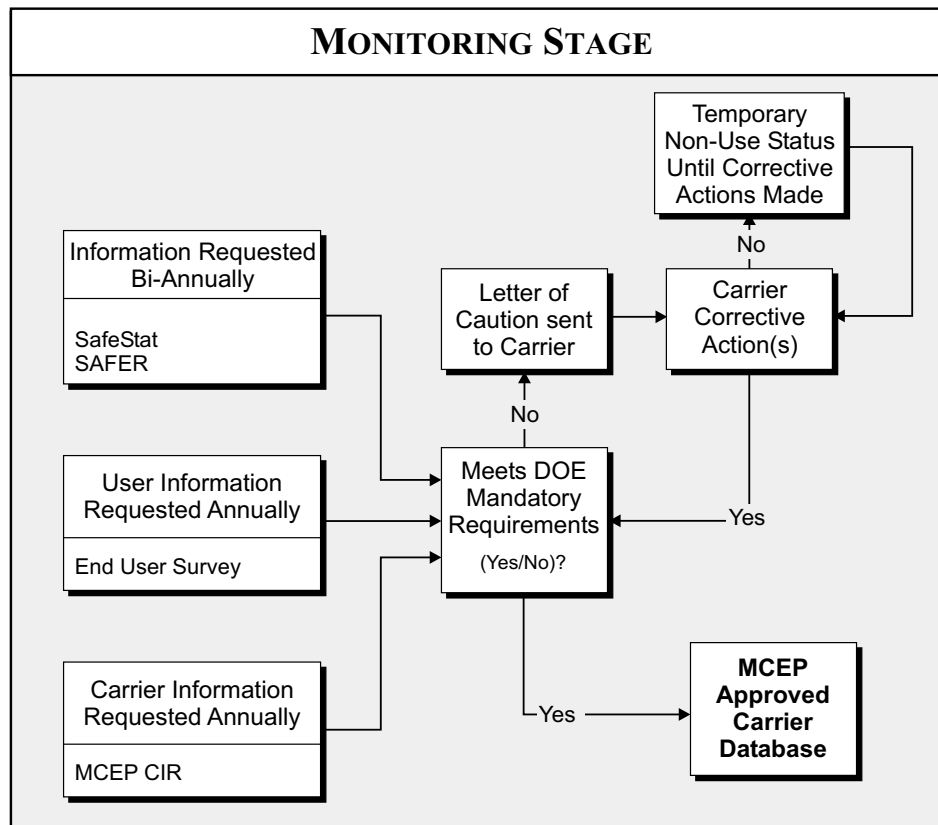 MONITORING STAGE
Temporary
Non-Use Status
Until Corrective
Actions Made
No
Information Requested
Bi-Annually
SafeStat
SAFER
Letter of
Caution sent
to Carrier
Carrier
Corrective
Action(s)
No
User Information
Requested Annually
End User Survey
Meets DOE
Mandatory
Requirements
(Yes/No)?
Yes
Carrier Information
Requested Annually
MCEP CIR
Yes
MCEP
Approved
Carrier
Database